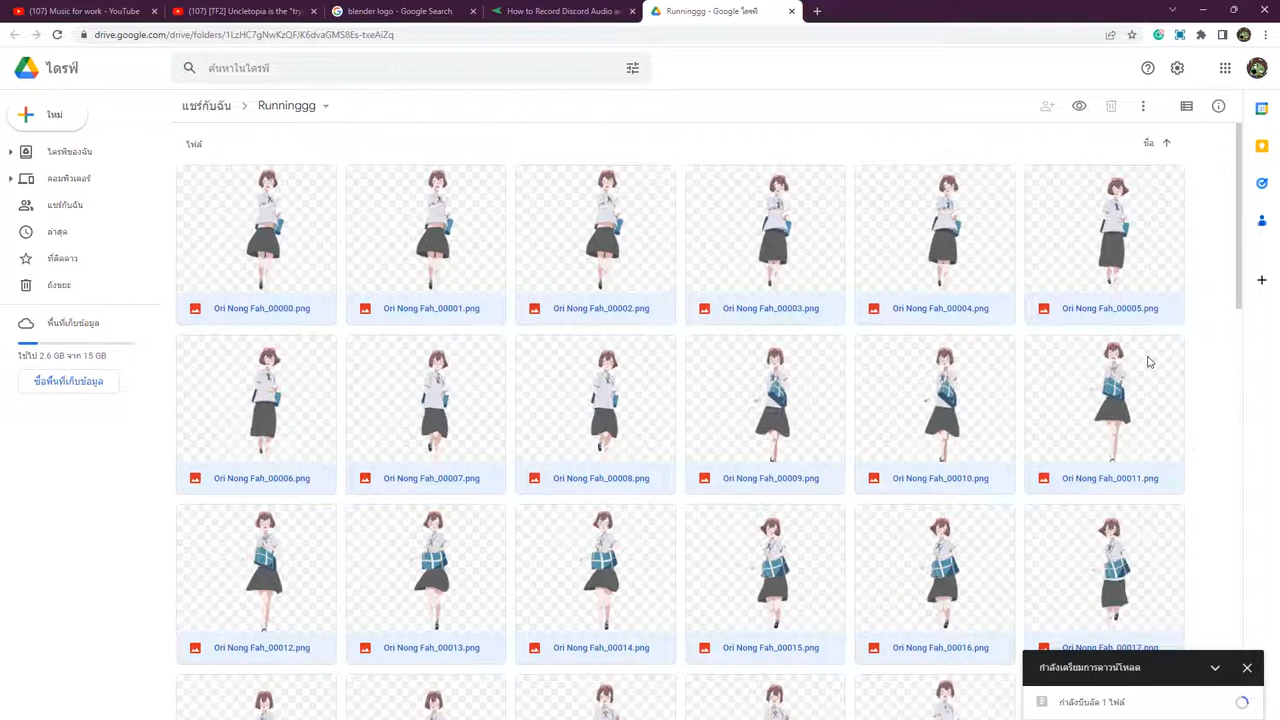 (107) Music for work - YouTube
(107) [TF2] Uncletopia is the "try
blender logo - Google Search
How to Record Discord Audio a
Runninggg - Google ไดรฟ์
drive.google.com/drive/folders/1LzHC7gNwKzQFJK6dvaGMS8Es-txeAiZq
ไดรฟ์
ค้นหาในไดรฟ์
ใหม่
แชร์กับฉัน
Runninggg
ไฟล์
ชื่อ
ไดรฟ์ของฉัน
คอมพิวเตอร์
แชร์กับฉัน
ล่าสุด
ที่ติดดาว
ถังขยะ
พื้นที่เก็บข้อมูล
ใช้ไป 2.6 GB จาก 15 GB
ซื้อพื้นที่เก็บข้อมูล
Ori Nong Fah_00000.png
Ori Nong Fah_00001.png
Ori Nong Fah_00002.png
Ori Nong Fah_00003.png
Ori Nong Fah_00004.png
Ori Nong Fah_00005.png
Ori Nong Fah_00006.png
Ori Nong Fah_00007.png
Ori Nong Fah_00008.png
Ori Nong Fah_00009.png
Ori Nong Fah_00010.png
Ori Nong Fah_00011.png
Ori Nong Fah_00012.png
Ori Nong Fah_00013.png
Ori Nong Fah_00014.png
Ori Nong Fah_00015.png
Ori Nong Fah_00016.png
Ori Nong Fah_00017.png
กำลังเตรียมการดาวน์โหลด
กำลังบีบอัด 1 ไฟล์